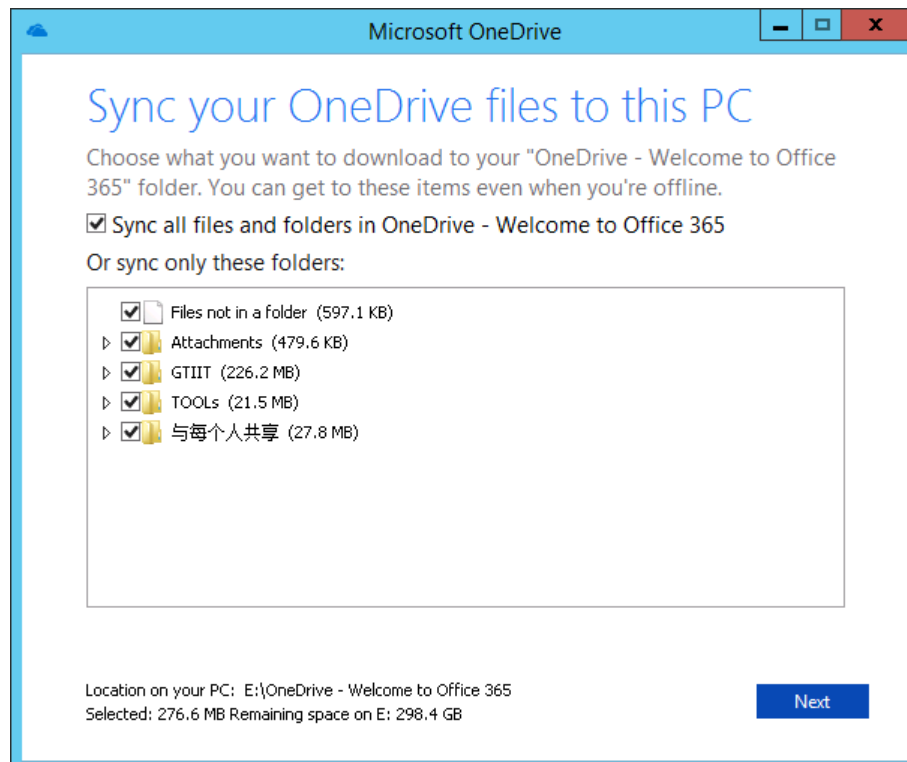 Microsoft OneDrive
Sync your OneDrive files to this PC
Choose what you want to download to your "OneDrive - Welcome to Office
365" folder. You can get to these items even when you're offline.
Sync all files and folders in OneDrive - Welcome to Office 365
Or sync only these folders:
Files not in a folder (597.1 KB)
Attachments (479.6 KB)
GTIIT (226.2 MB)
TOOLs (21.5 MB)
与每个人共享 (27.8 MB)
Location on your PC: E:\OneDrive - Welcome to Office 365
Selected: 276.6 MB Remaining space on E: 298.4 GB
Next